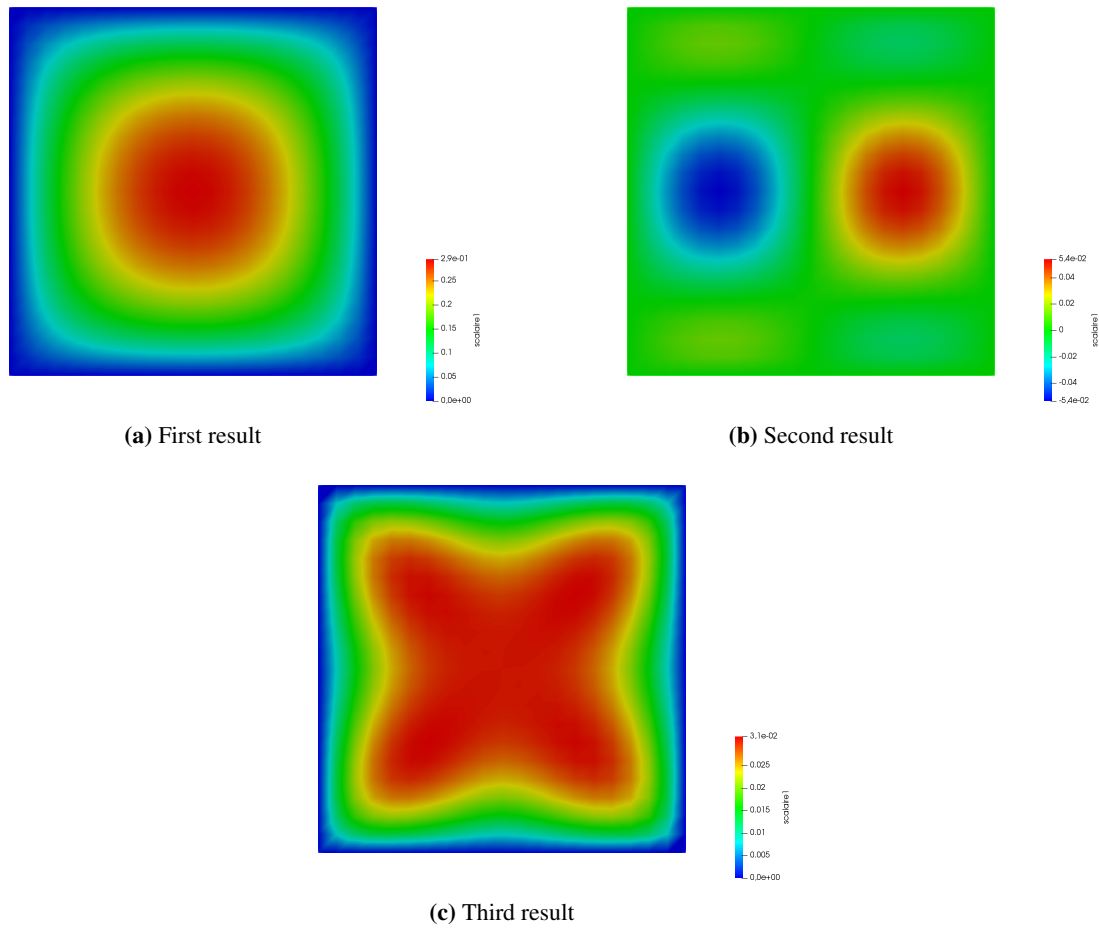 2,9e-01
0.25
0.2
0.15
0.1
0.05
0,0e+00
scalaire1
5,4e-02
0.04
0.02
0
-0.02
-0.04
-5,4e-02
scalaire1
(a) First result
(b) Second result
3,1e-02
0.025
0.02
0.015
0.01
0.005
0,0e+00
scalaire1
(c) Third result